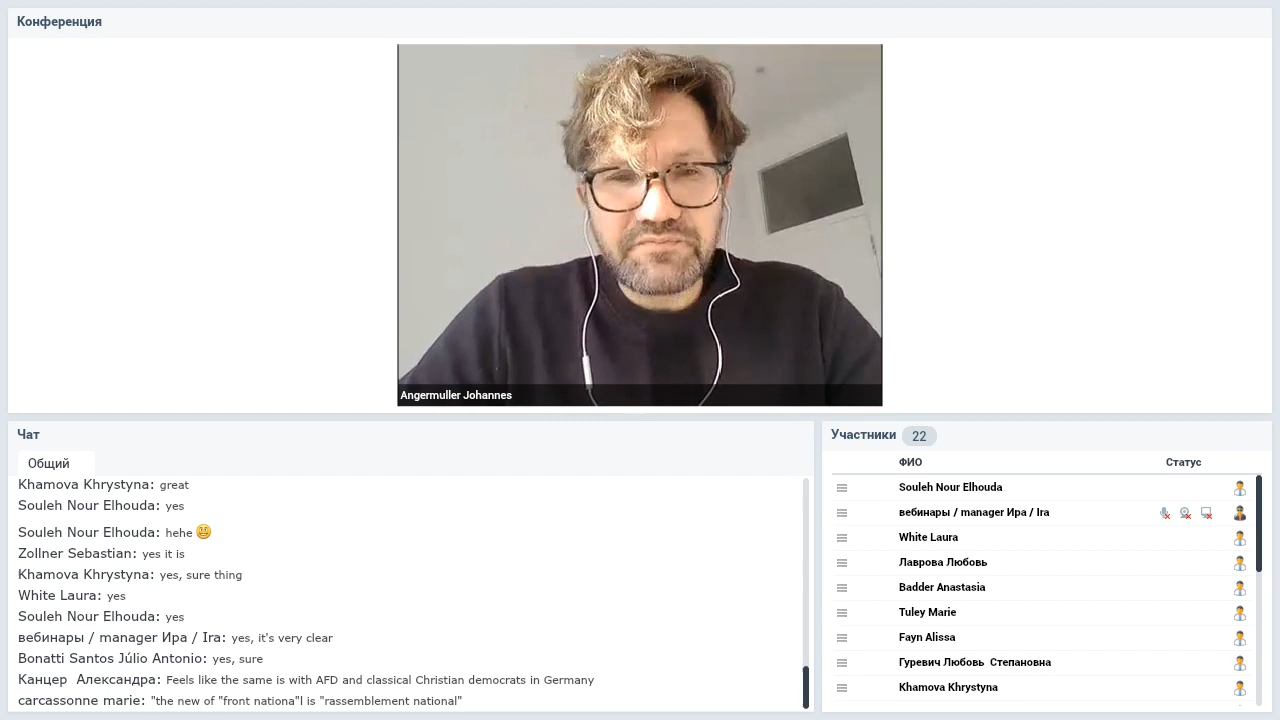 Конференция
Angermuller Johannes
Чат
Общий
Khamova Khrystyna: great
Souleh Nour Elhouda: yes
Souleh Nour Elhouda: hehe
Zollner Sebastian: yes it is
Khamova Khrystyna: yes, sure thing
White Laura: yes
Souleh Nour Elhouda: yes
вебинары / manager Ира / Ira: yes, it's very clear
Bonatti Santos Júlio Antonio: yes, sure
Канцер Александра: Feels like the same is with AFD and classical Christian democrats in Germany
carcassonne marie: "the new of "front nationa"l is "rassemblement national"
Участники 22
ФИО Статус
Souleh Nour Elhouda
вебинары / manager Ира / Ira
White Laura
Лаврова Любовь
Badder Anastasia
Tuley Marie
Fayn Alissa
Гуревич Любовь Степановна
Khamova Khrystyna